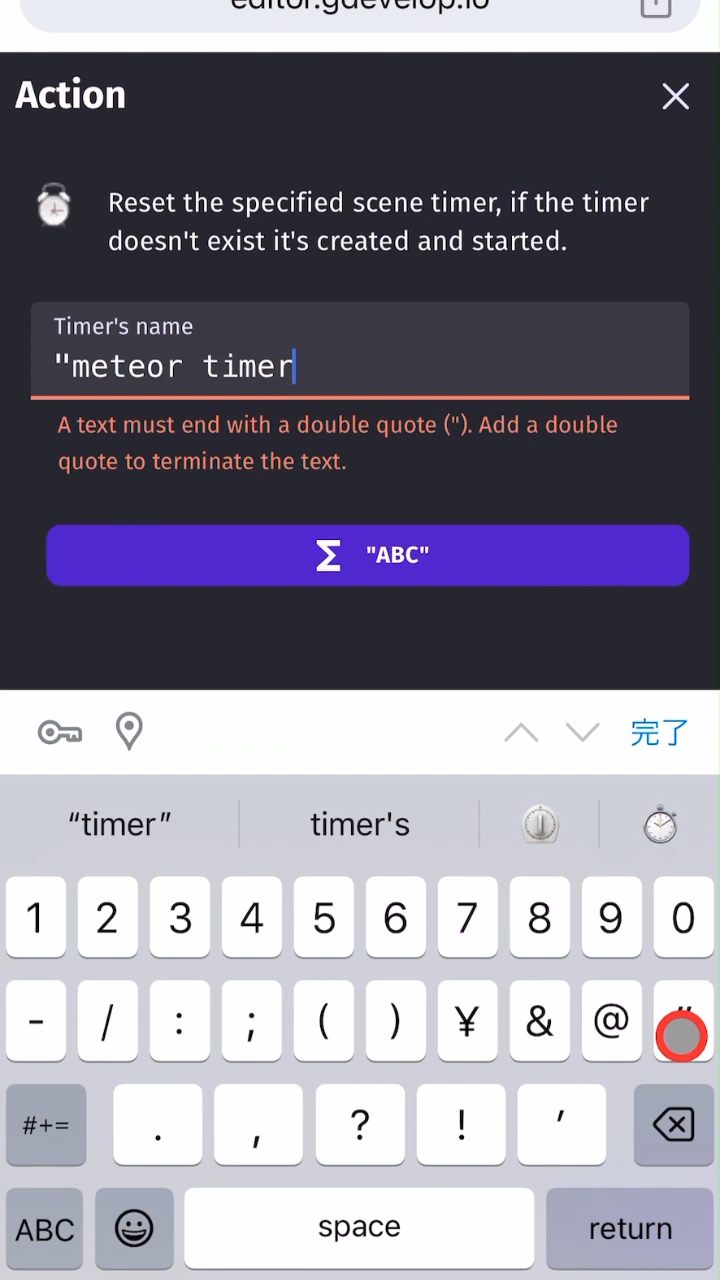 editor.gdevelop.io
Action
Reset the specified scene timer, if the timer
doesn't exist it's created and started.
Timer's name
"meteor timer
A text must end with a double quote ("). Add a double
quote to terminate the text.
Σ "ABC"
完了
“timer” timer's
1 2 3 4 5 6 7 8 9 0
- / : ; ( ) ¥ & @ "
#+= . , ? ! ’
ABC space return